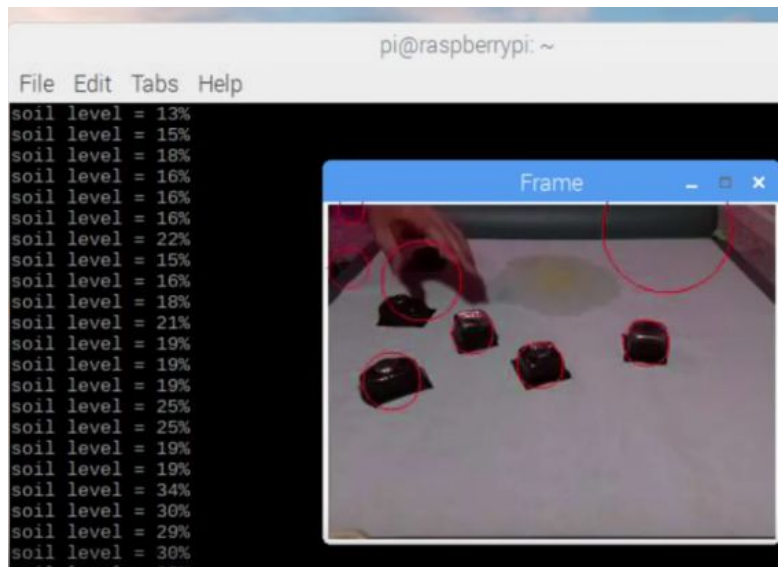 pi@raspberrypi: ~
File Edit Tabs Help
soil level = 13%
soil level = 15%
soil level = 18%
soil level = 16%
soil level = 16%
soil level = 16%
soil level = 22%
soil level = 15%
soil level = 16%
soil level = 18%
soil level = 21%
soil level = 19%
soil level = 19%
soil level = 19%
soil level = 25%
soil level = 25%
soil level = 19%
soil level = 19%
soil level = 34%
soil level = 30%
soil level = 29%
soil level = 30%
Frame